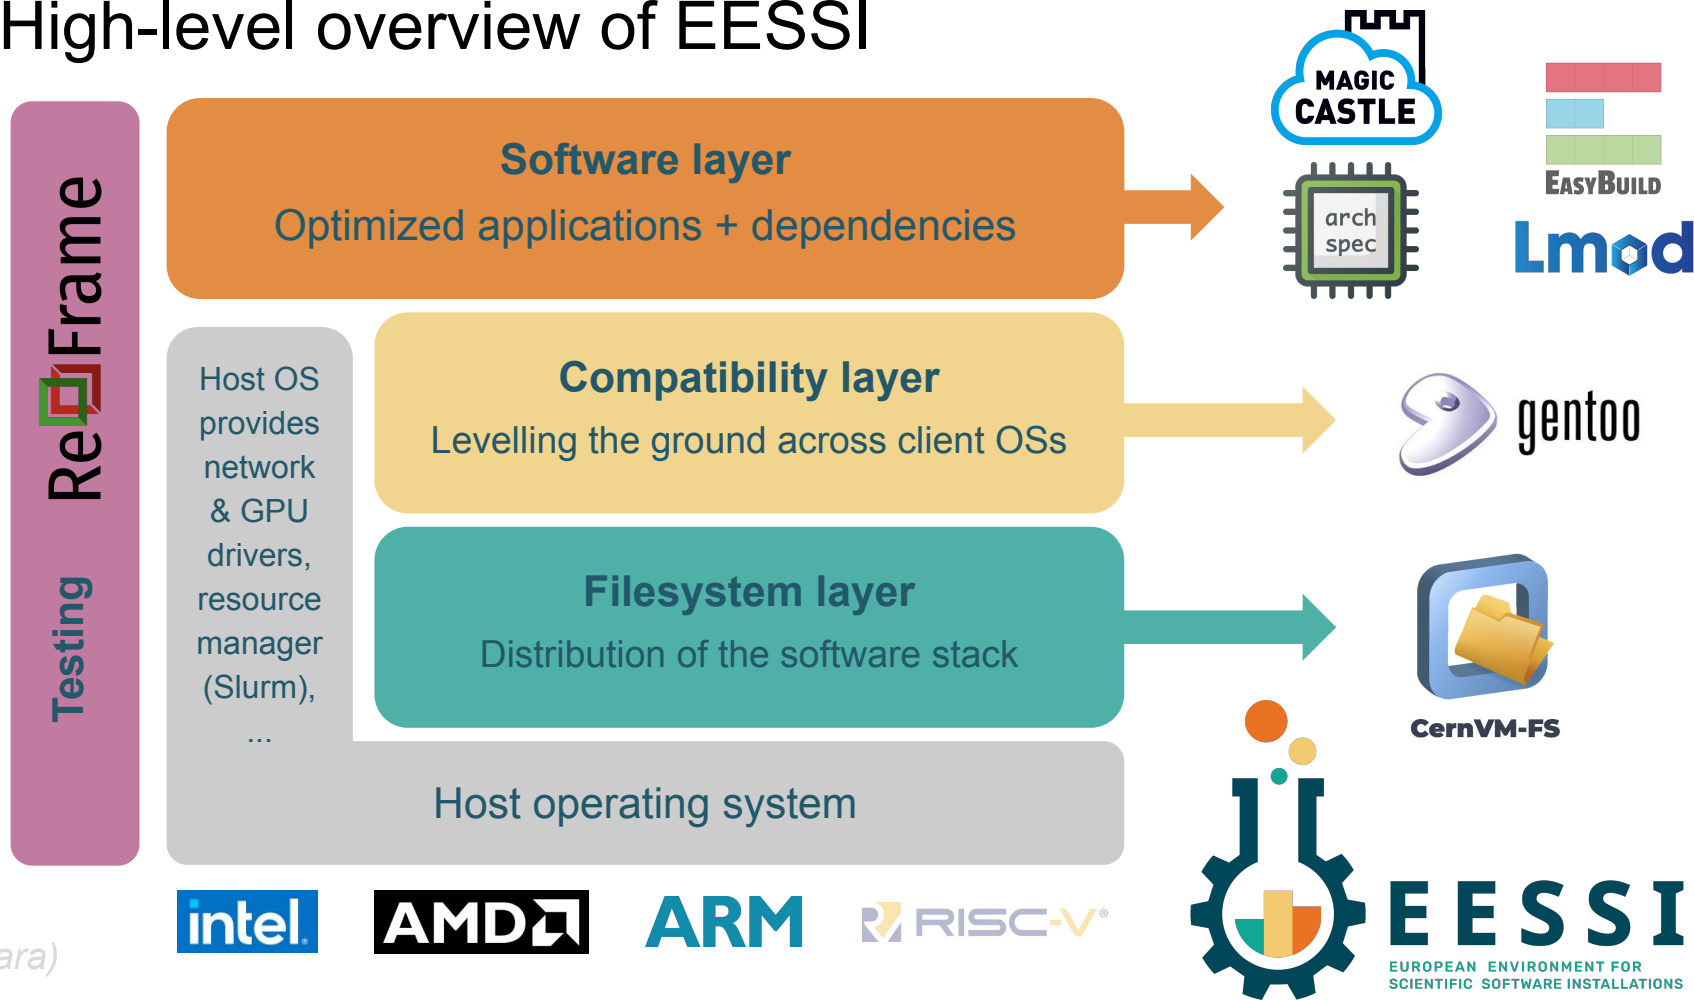 High-level overview of EESSI
Testing
ReFrame
Software layer
Optimized applications + dependencies
MAGIC
CASTLE
EASYBUILD
arch
spec
Lmod
Host OS
provides
network
& GPU
drivers,
resource
manager
(Slurm),
...
Compatibility layer
Levelling the ground across client OSs
gentoo
Filesystem layer
Distribution of the software stack
CernVM-FS
Host operating system
intel.
AMD
ARM
RISC-V®
EESSI
EUROPEAN ENVIRONMENT FOR
SCIENTIFIC SOFTWARE INSTALLATIONS